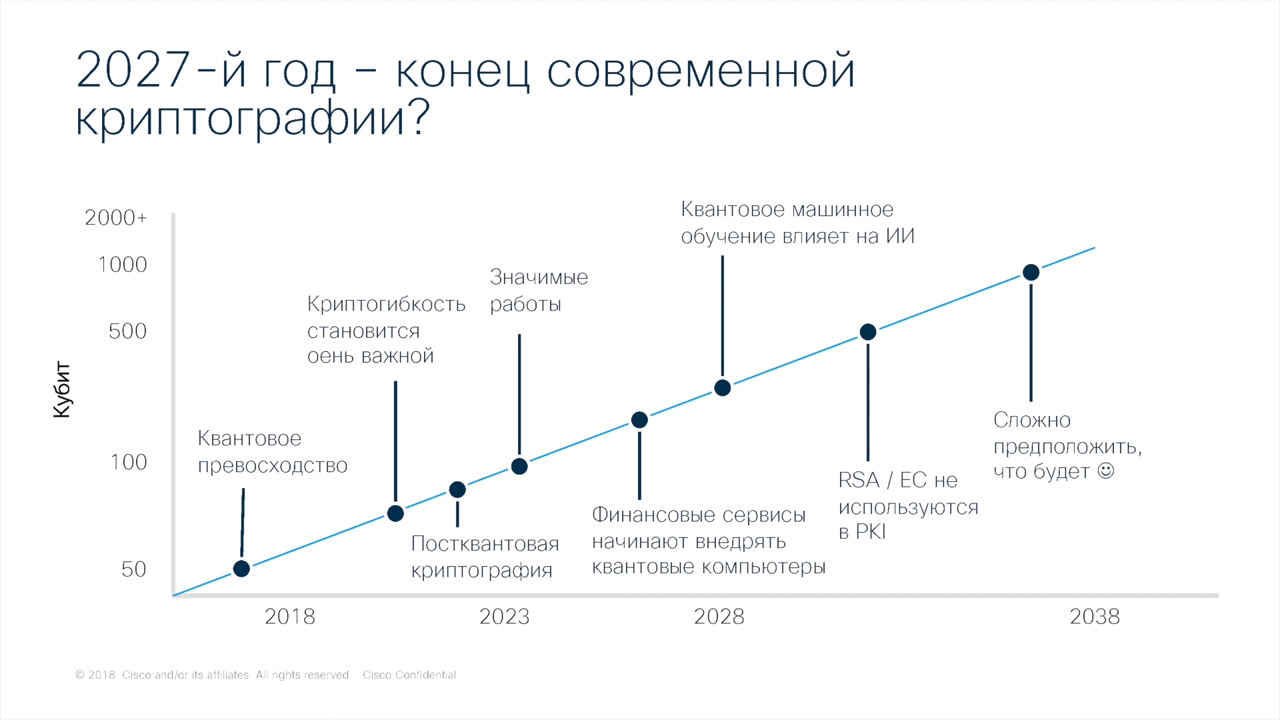 2027-й год – конец современной
криптографии?
2000+
1000
500
100
50
Кубит
Квантовое
превосходство
Криптогибкость
становится
оень важной
Постквантовая
криптография
Значимые
работы
Финансовые сервисы
начинают внедрять
квантовые компьютеры
Квантовое машинное
обучение влияет на ИИ
RSA / EC не
используются
в PKI
Сложно
предположить,
что будет ☺
2018
2023
2028
2038
© 2018 Cisco and/or its affiliates All rights reserved Cisco Confidential